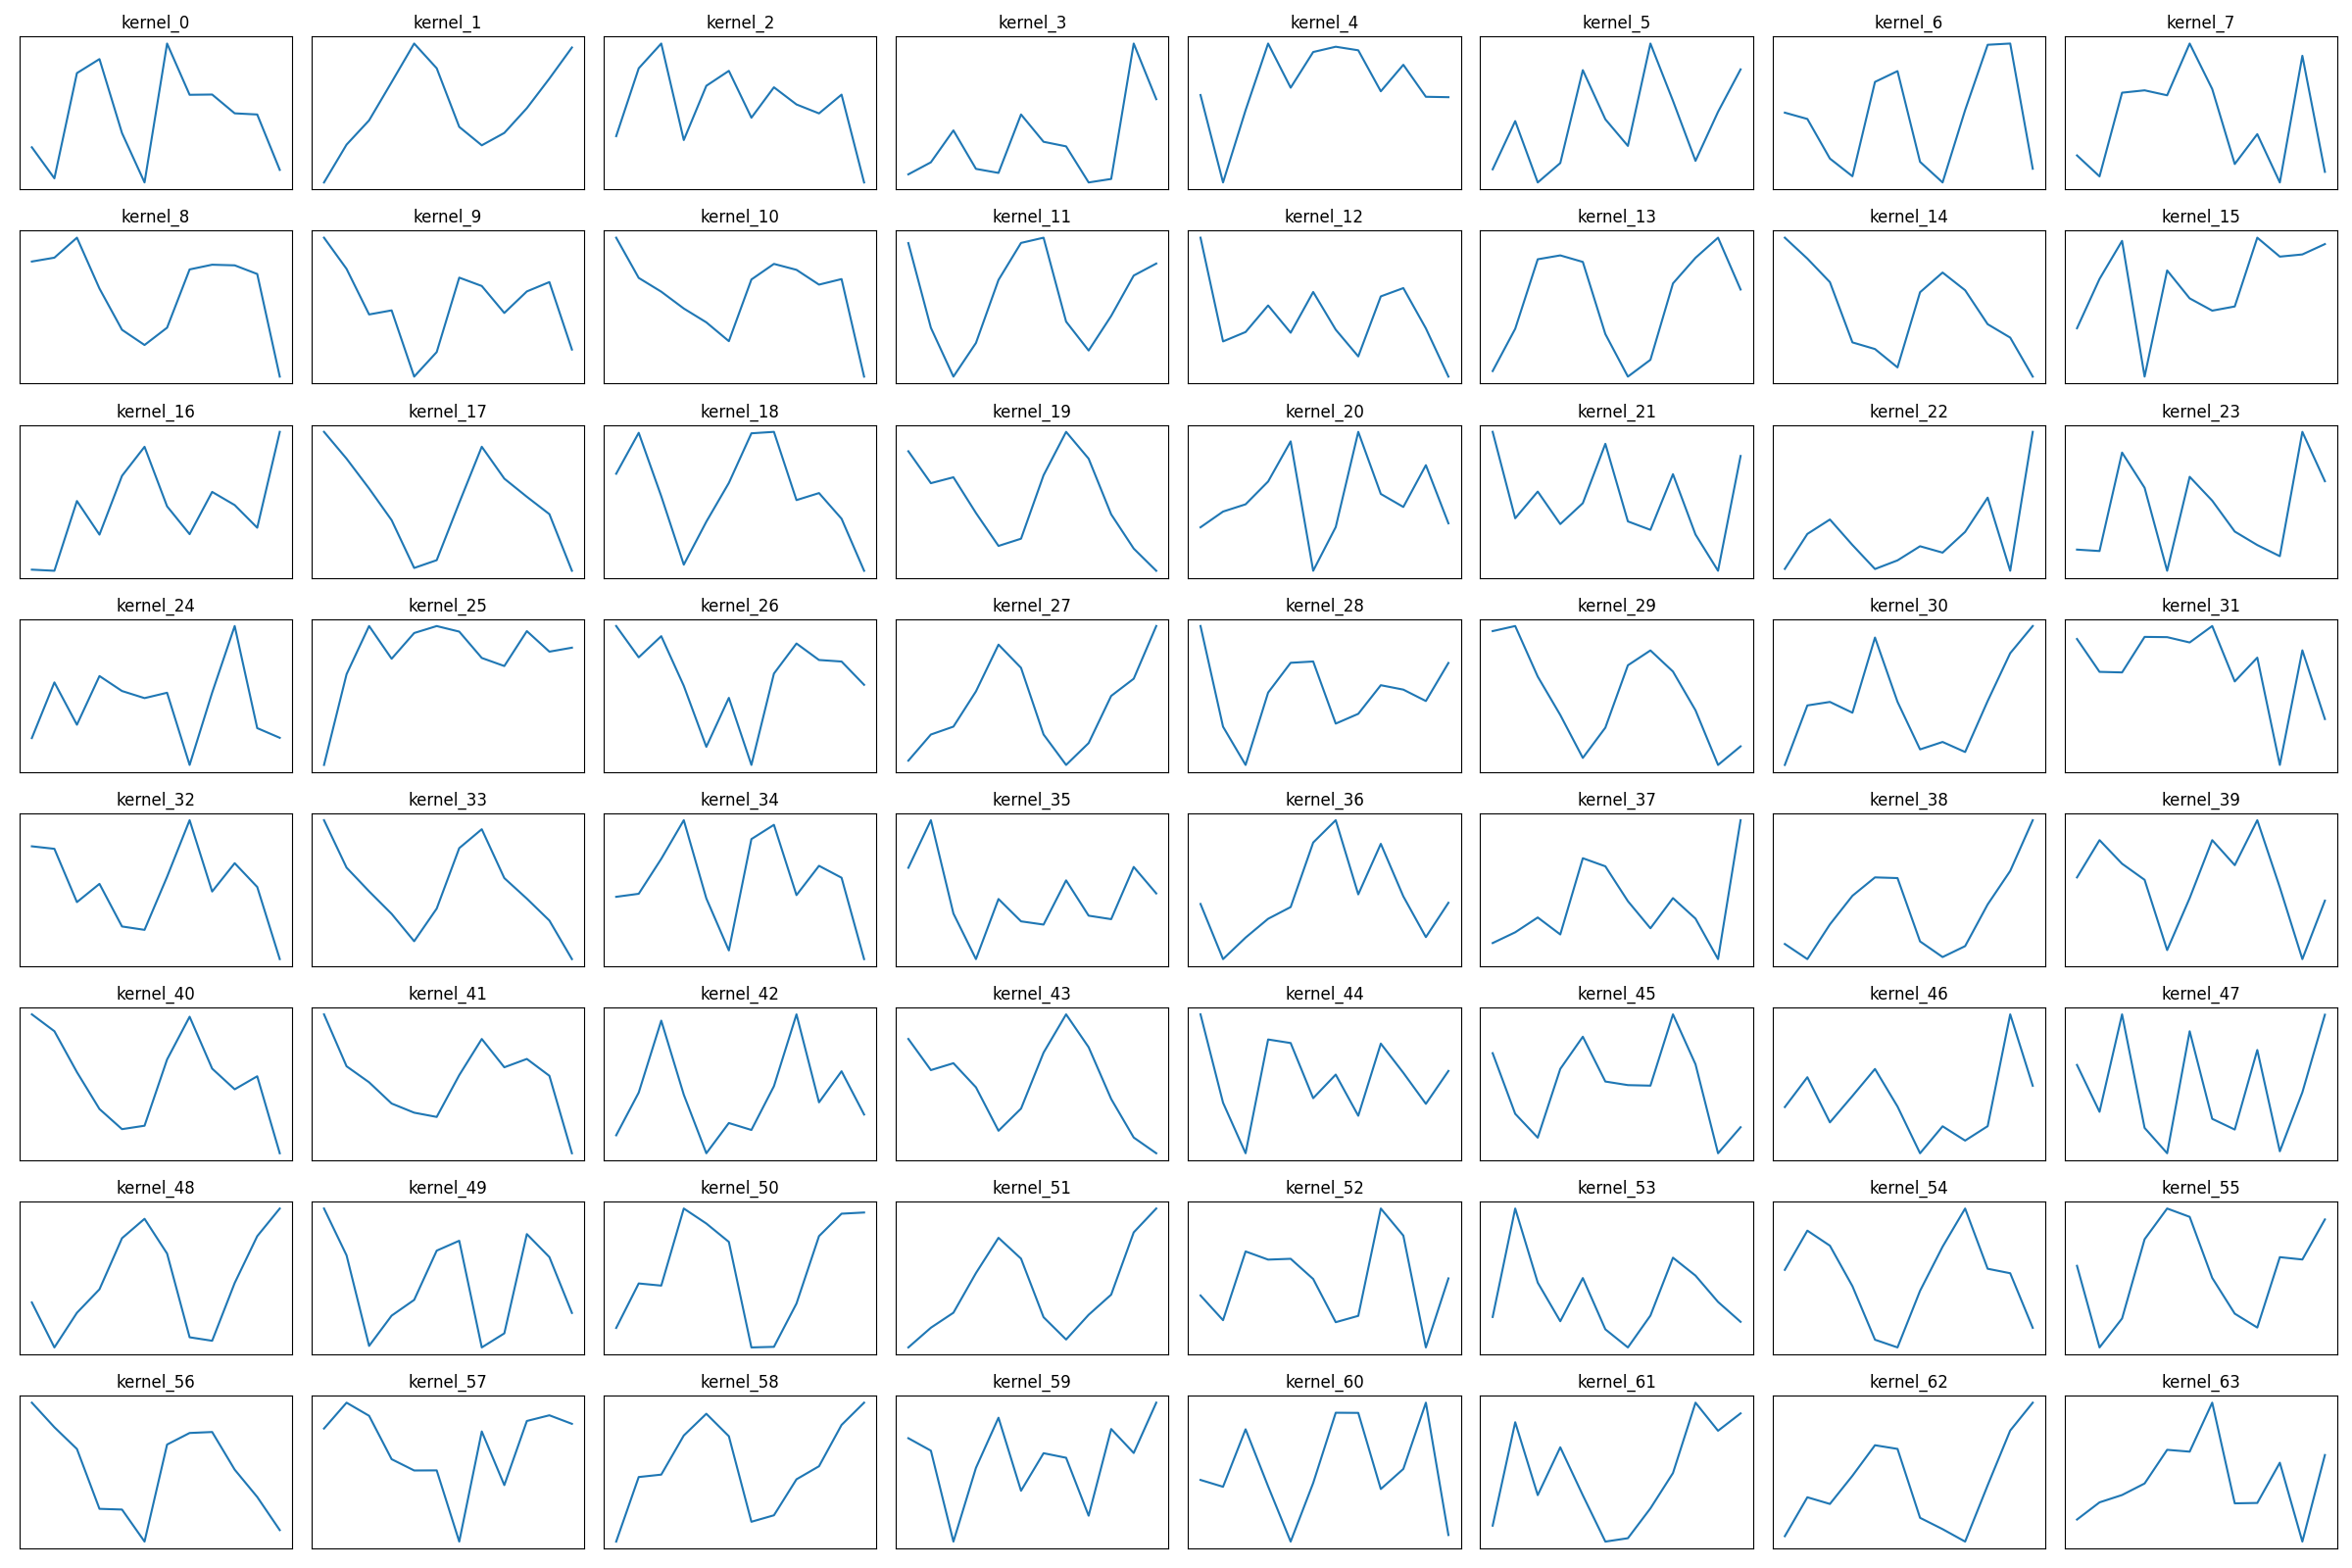 kernel_0 kernel_1 kernel_2 kernel_3 kernel_4 kernel_5 kernel_6 kernel_7
kernel_8 kernel_9 kernel_10 kernel_11 kernel_12 kernel_13 kernel_14 kernel_15
kernel_16 kernel_17 kernel_18 kernel_19 kernel_20 kernel_21 kernel_22 kernel_23
kernel_24 kernel_25 kernel_26 kernel_27 kernel_28 kernel_29 kernel_30 kernel_31
kernel_32 kernel_33 kernel_34 kernel_35 kernel_36 kernel_37 kernel_38 kernel_39
kernel_40 kernel_41 kernel_42 kernel_43 kernel_44 kernel_45 kernel_46 kernel_47
kernel_48 kernel_49 kernel_50 kernel_51 kernel_52 kernel_53 kernel_54 kernel_55
kernel_56 kernel_57 kernel_58 kernel_59 kernel_60 kernel_61 kernel_62 kernel_63